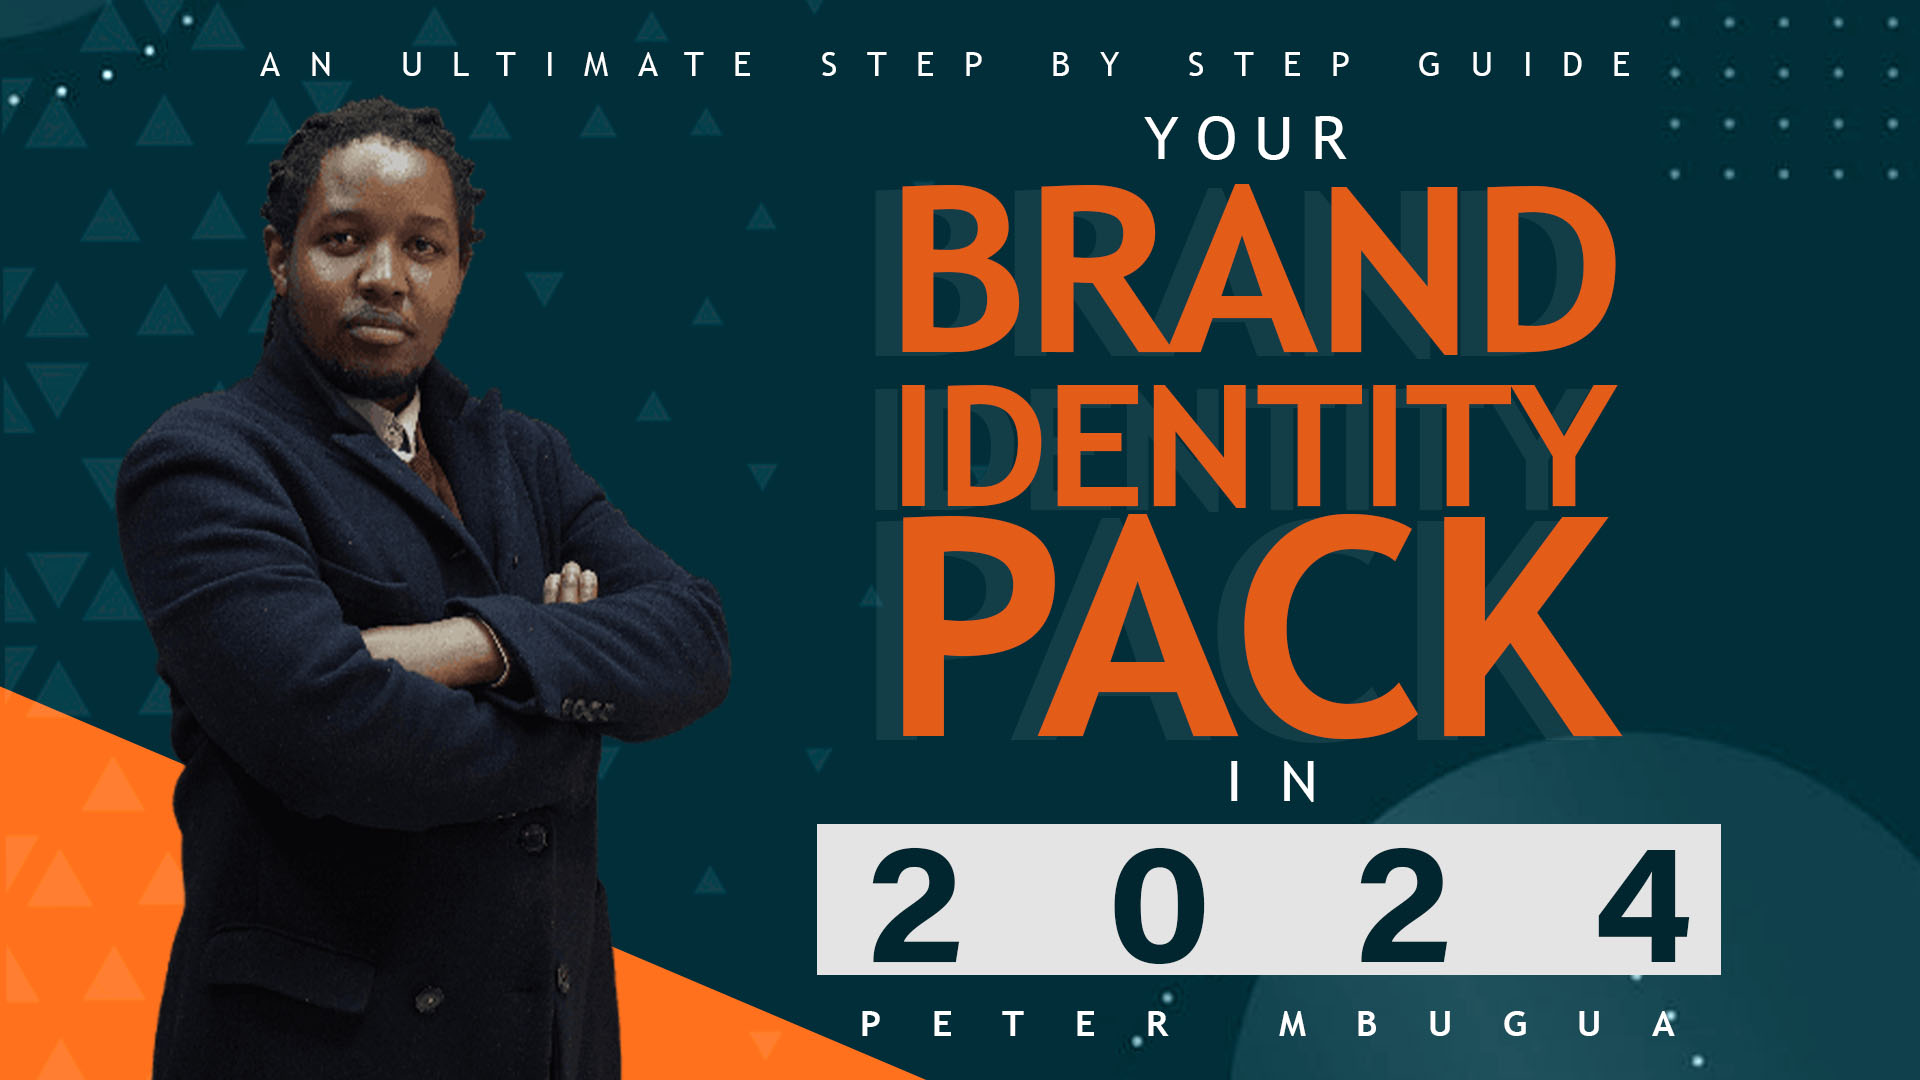 AN ULTIMATE STEP BY STEP GUIDE
YOUR
BRAND
IDENTITY
PACK
IN
2024
PETER MBUGUA